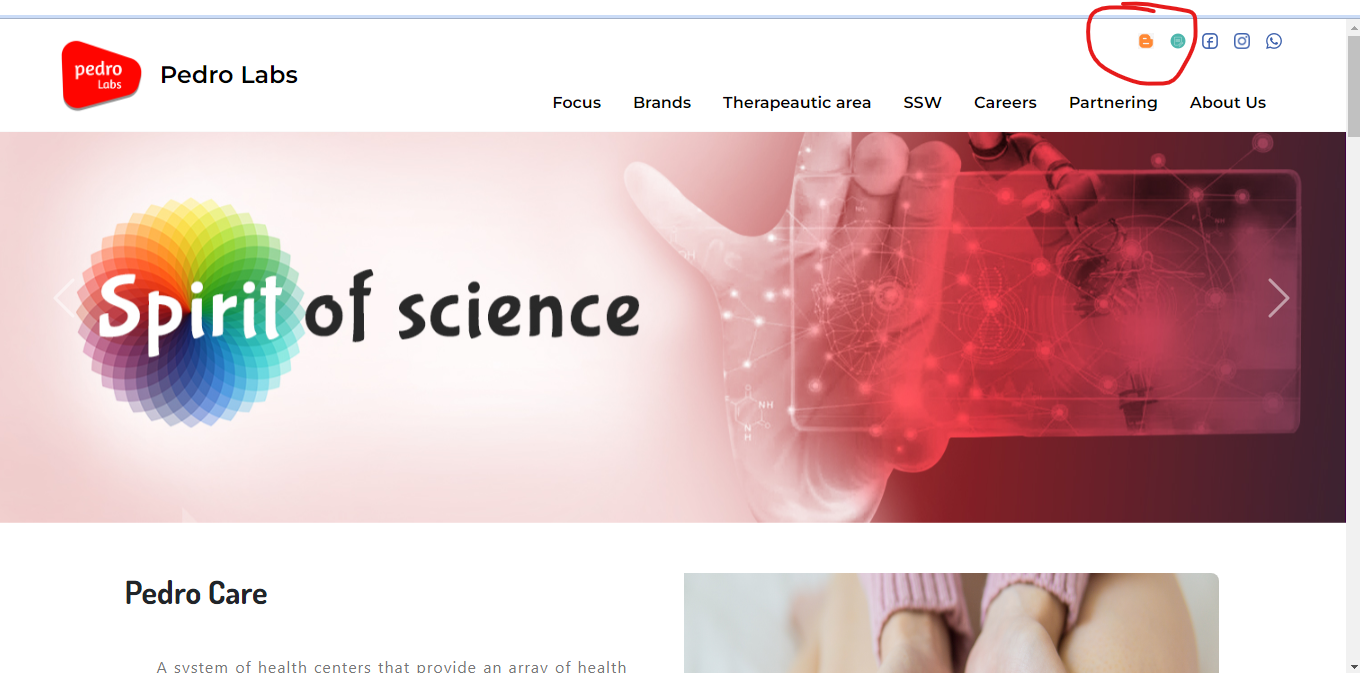 pedro
Labs
Pedro Labs
Focus Brands Therapeautic area SSW Careers Partnering About Us
Spirit of science
NH
N
H
Pedro Care
A system of health centers that provide an array of health